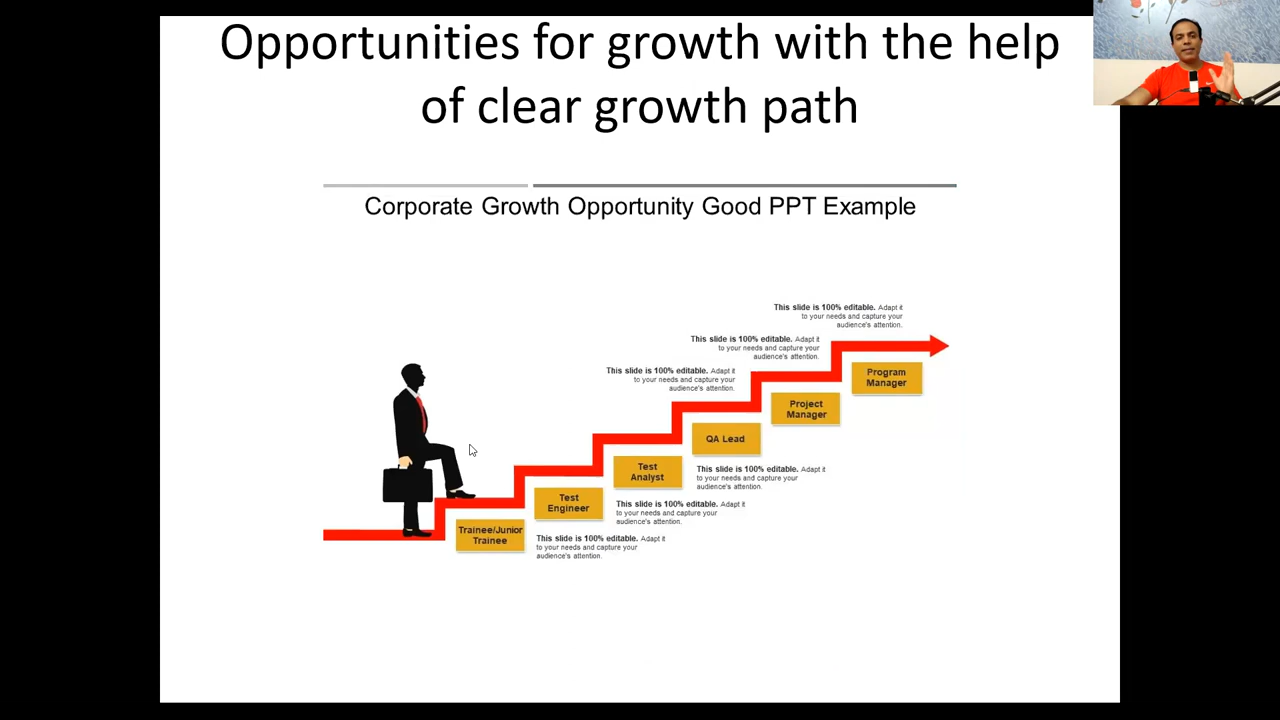 Opportunities for growth with the help
of clear growth path
Corporate Growth Opportunity Good PPT Example
This slide is 100% editable. Adapt it
to your needs and capture your
audience's attention.
This slide is 100% editable. Adapt it
to your needs and capture your
audience's attention.
This slide is 100% editable. Adapt it
to your needs and capture your
audience's attention.
Program
Manager
Project
Manager
QA Lead
Test
Analyst
This slide is 100% editable. Adapt it
to your needs and capture your
audience's attention.
Test
Engineer
This slide is 100% editable. Adapt it
to your needs and capture your
audience's attention.
Trainee/Junior
Trainee
This slide is 100% editable. Adapt it
to your needs and capture your
audience's attention.